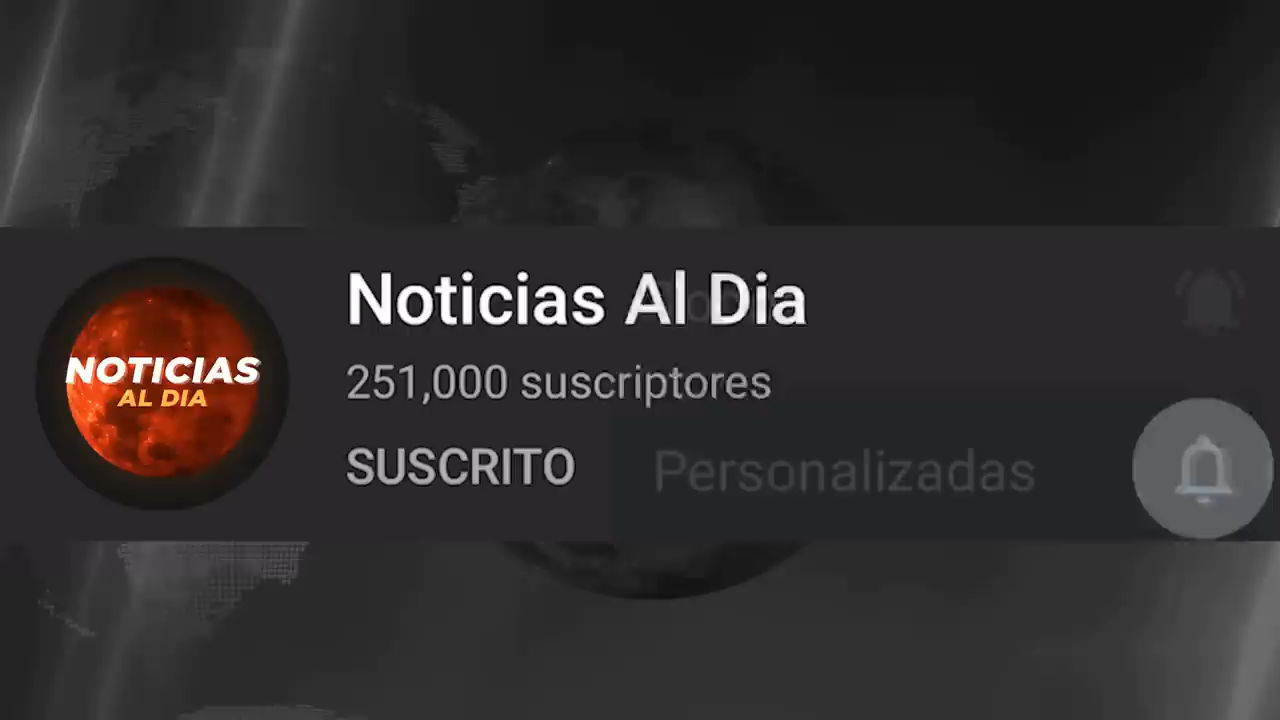 NOTICIAS
AL DIA
Noticias Al Dia
251,000 suscriptores
SUSCRITO
Personalizadas